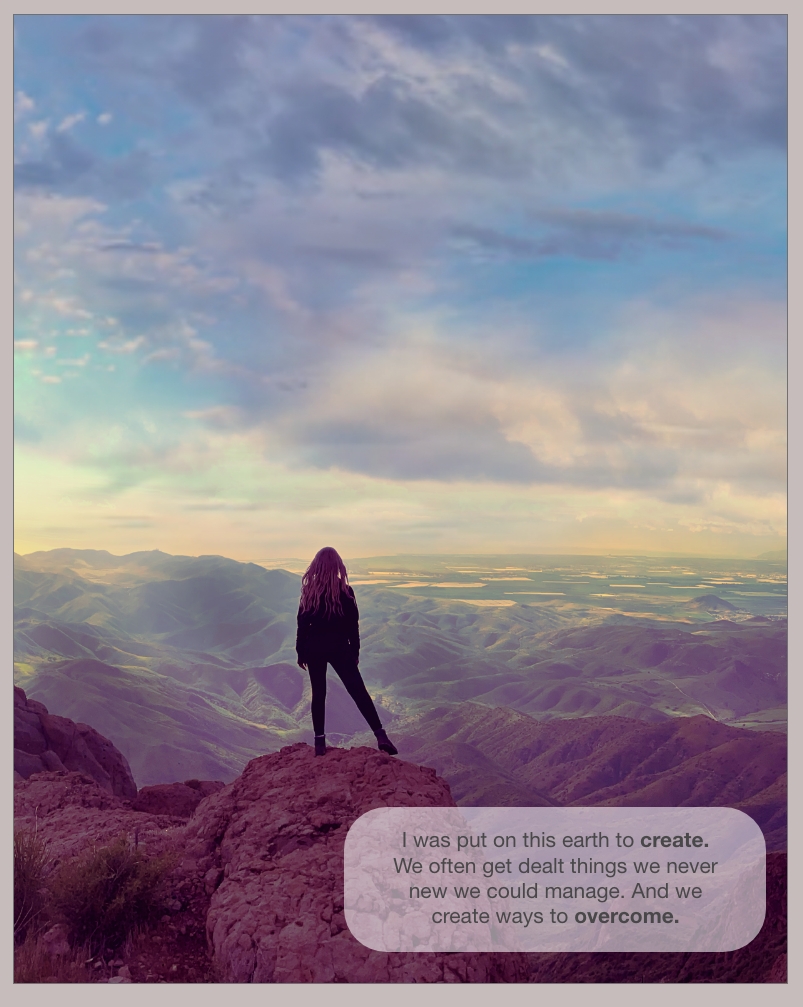 I was put on this earth to create.
We often get dealt things we never
new we could manage. And we
create ways to overcome.